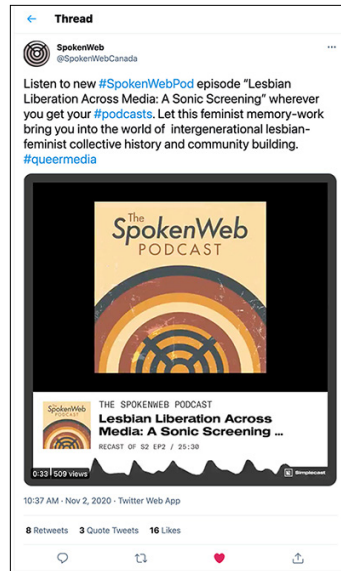 Thread
SpokenWeb
@SpokenWebCanada
Listen to new #SpokenWebPod episode “Lesbian
Liberation Across Media: A Sonic Screening” wherever
you get your #podcasts. Let this feminist memory-work
bring you into the world of intergenerational lesbian-
feminist collective history and community building.
#queermedia
The
SpokenWeb
PODCAST
The
SpokenWeb
PODCAST
THE SPOKENWEB PODCAST
Lesbian Liberation Across
Media: A Sonic Screening ...
RECAST OF S2 EP2 / 25:30
0:33 509 views
Simplecast
10:37 AM · Nov 2, 2020 · Twitter Web App
8 Retweets 3 Quote Tweets 16 Likes